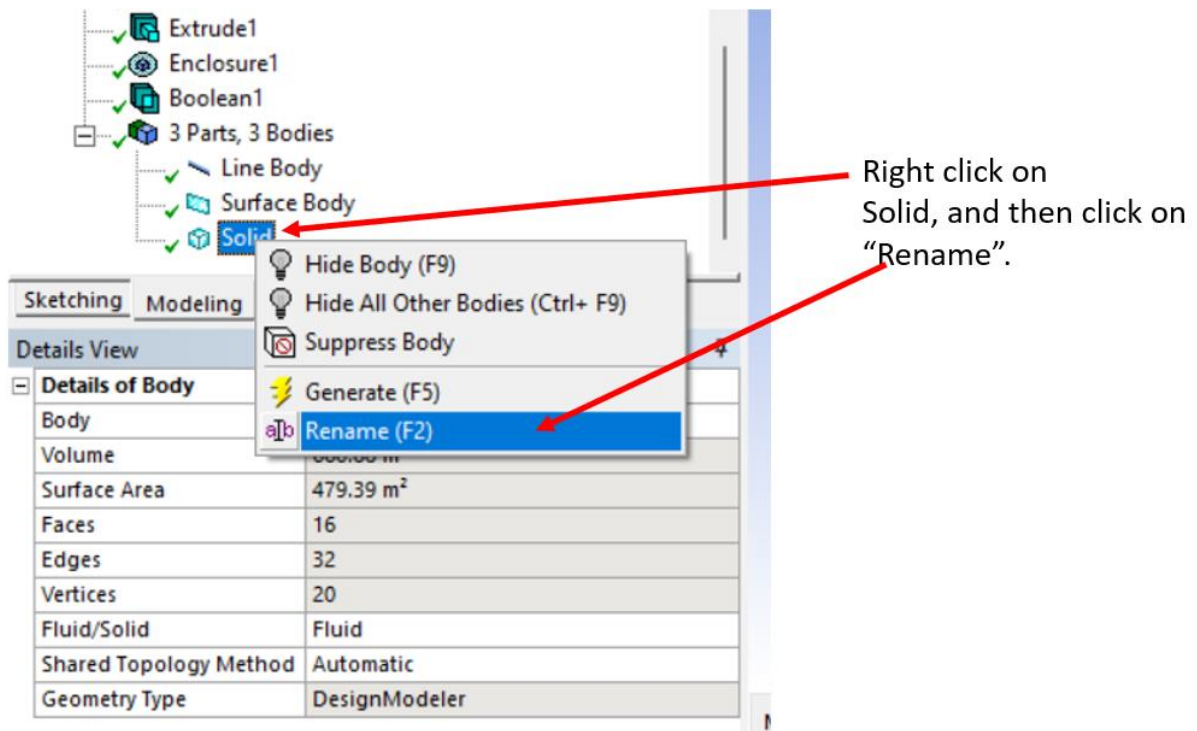 Extrude1
Enclosure1
Boolean1
3 Parts, 3 Bodies
Line Body
Surface Body
Solid
Right click on
Solid, and then click on
“Rename”.
Hide Body (F9)
Hide All Other Bodies (Ctrl+ F9)
Suppress Body
Generate (F5)
Rename (F2)
Sketching Modeling
Details View
Details of Body
Body
Volume
Surface Area 479.39 m²
Faces 16
Edges 32
Vertices 20
Fluid/Solid Fluid
Shared Topology Method Automatic
Geometry Type DesignModeler